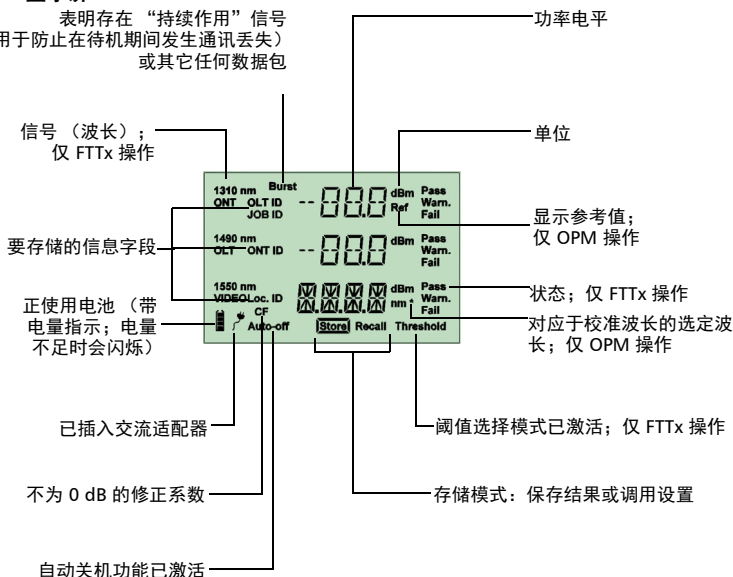 表明存在 “持续作用”信号
用于防止在待机期间发生通讯丢失）
或其它任何数据包
功率电平
信号 （波长）；
仅 FTTx 操作
单位
1310 nm Burst
ONT OLT ID
JOB ID
dBm
Ref
Pass
Warn.
Fail
显示参考值；
仅 OPM 操作
要存储的信息字段
1490 nm
OLT ONT ID
dBm
Pass
Warn.
Fail
1550 nm
VIDEO Loc. ID
CF
Auto-off
dBm
nm *
Pass
Warn.
Fail
Store Recall Threshold
状态；仅 FTTx 操作
正使用电池 （带
电量指示；电量
不足时会闪烁）
对应于校准波长的选定波
长；仅 OPM 操作
已插入交流适配器
阈值选择模式已激活；仅 FTTx 操作
不为 0 dB 的修正系数
存储模式：保存结果或调用设置
自动关机功能已激活